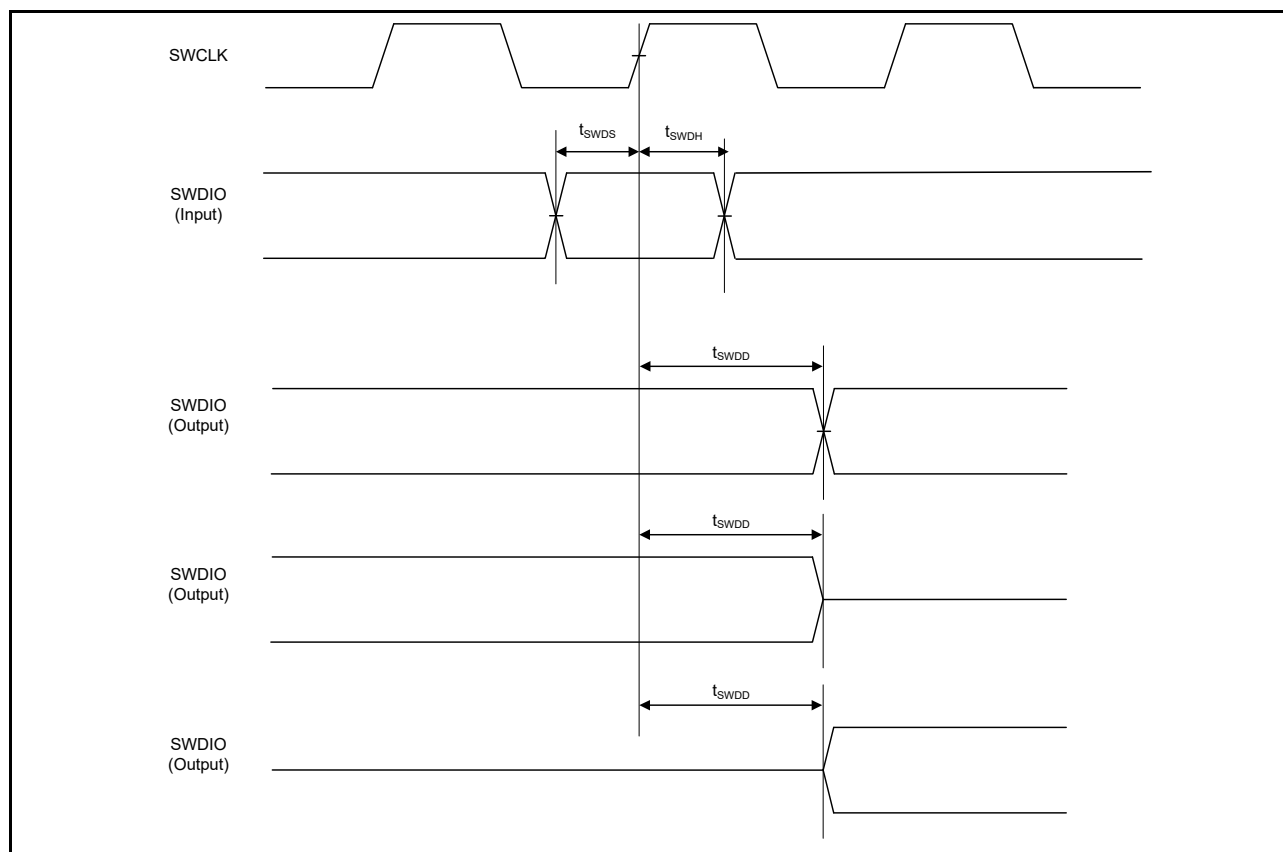 SWCLK
tSWDS
tSWDH
SWDIO
(Input)
tSWDD
SWDIO
(Output)
tSWDD
SWDIO
(Output)
tSWDD
SWDIO
(Output)